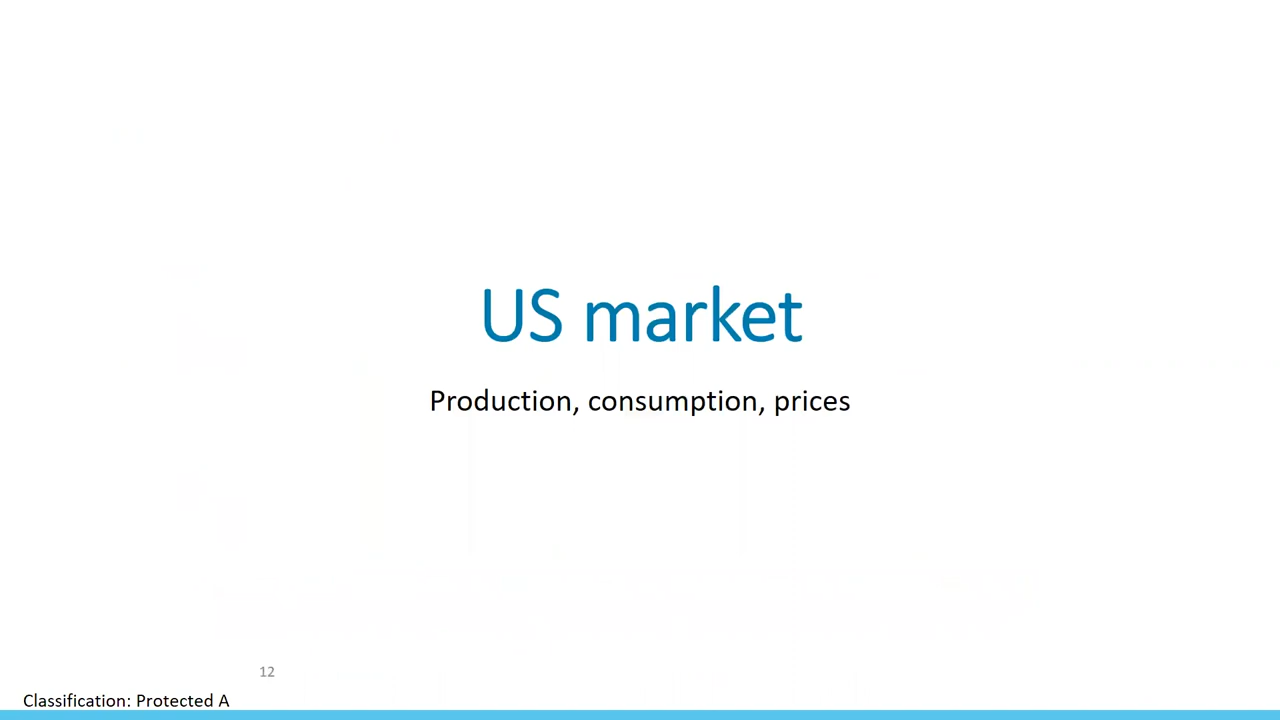 US market
Production, consumption, prices
12
Classification: Protected A